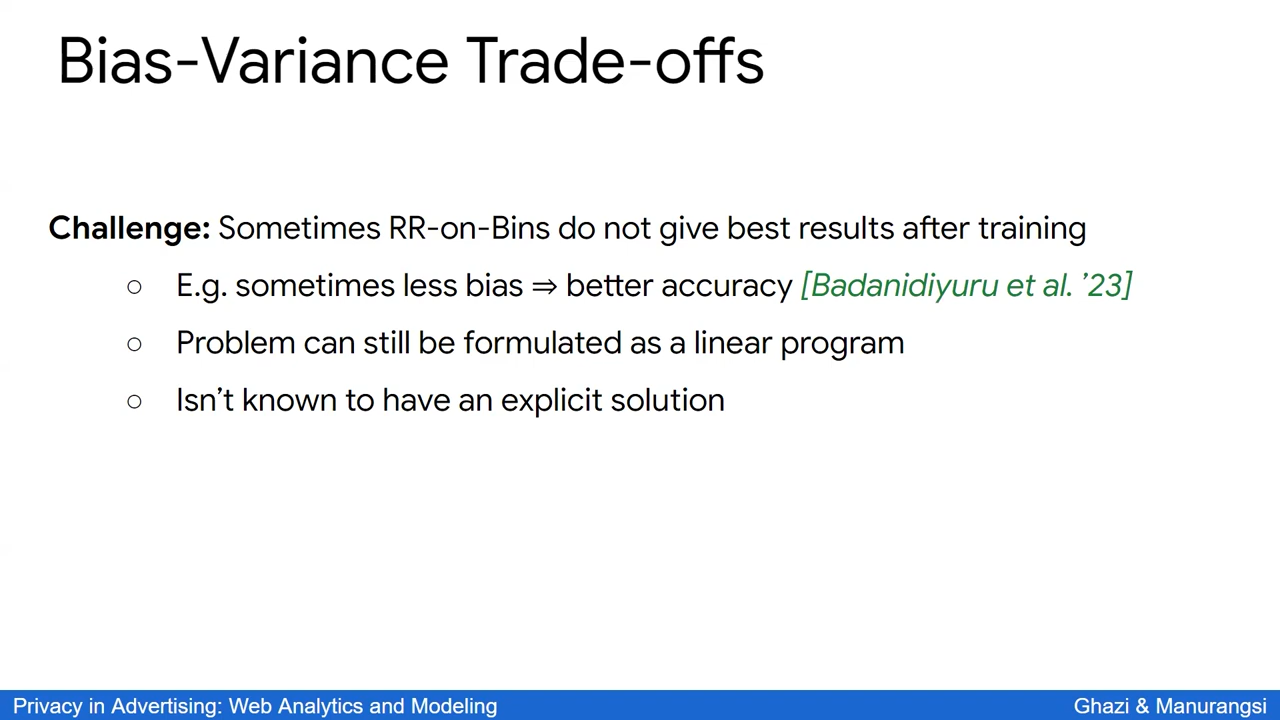 Bias-Variance Trade-offs
Challenge: Sometimes RR-on-Bins do not give best results after training
○ E.g. sometimes less bias ⇒ better accuracy [Badanidiyuru et al. ’23]
○ Problem can still be formulated as a linear program
○ Isn’t known to have an explicit solution
Privacy in Advertising: Web Analytics and Modeling
Ghazi & Manurangsi